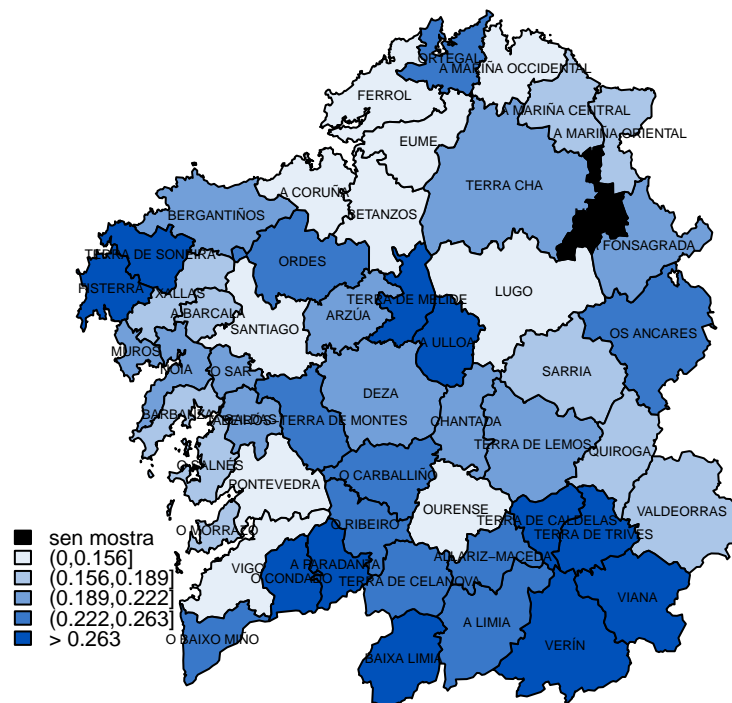 ORTEGAL
A MARIÑA OCCIDENTAL
FERROL
A MARIÑA CENTRAL
A MARIÑA ORIENTAL
EUME
TERRA CHA
A CORUÑA
BETANZOS
BERGANTIÑOS
FONSAGRADA
TERRA DE SONEIRA
ORDES
FISTERRA
XALLAS
TERRA DE MELIDE
LUGO
A BARCALA
ARZÚA
SANTIAGO
OS ANCARES
A ULLOA
MUROS
NOIA
O SAR
SARRIA
DEZA
BARBANZA
CALDAS
TABEIRÓS−TERRA DE MONTES
CHANTADA
TERRA DE LEMOS
QUIROGA
O SALNÉS
O CARBALLIÑO
PONTEVEDRA
OURENSE
VALDEORRAS
O MORRAZO
O RIBEIRO
TERRA DE CALDELAS
TERRA DE TRIVES
ALLARIZ−MACEDA
A PARADANTA
VIGO
O CONDADO
TERRA DE CELANOVA
VIANA
A LIMIA
O BAIXO MIÑO
VERÍN
BAIXA LIMIA
sen mostra
(0,0.156]
(0.156,0.189]
(0.189,0.222]
(0.222,0.263]
> 0.263